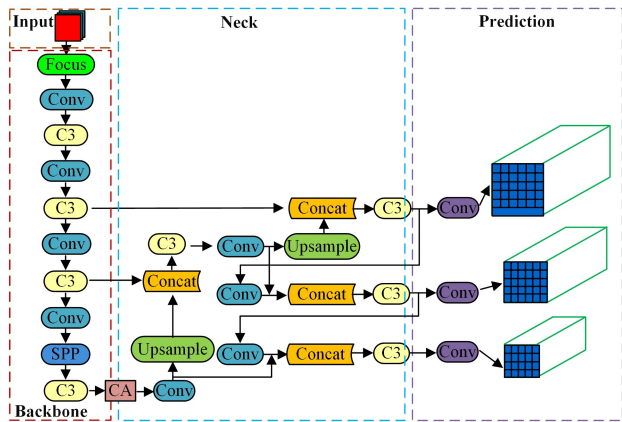 Input
Neck
Prediction
Focus
Conv
C3
Conv
C3
Concat
C3
Conv
Conv
C3
Conv
Upsample
C3
Concat
Conv
Concat
C3
Conv
Conv
SPP
Upsample
Conv
Concat
C3
Conv
C3
CA
Conv
Backbone